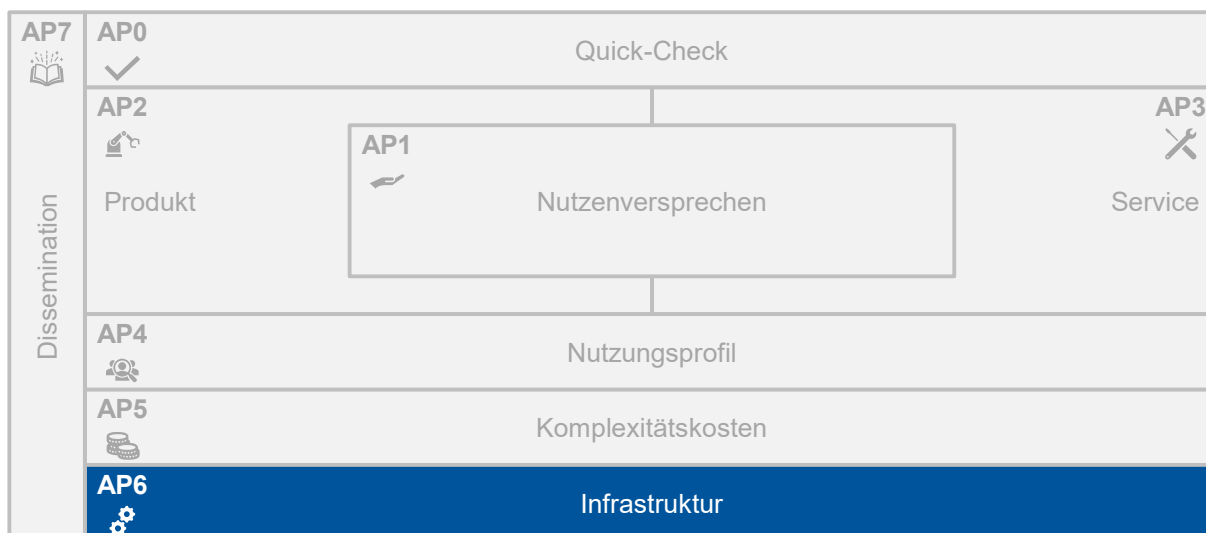 AP7
Dissemination
AP0
Quick-Check
AP2
Produkt
AP1
Nutzenversprechen
AP3
Service
AP4
Nutzungsprofil
AP5
Komplexitätskosten
AP6
Infrastruktur